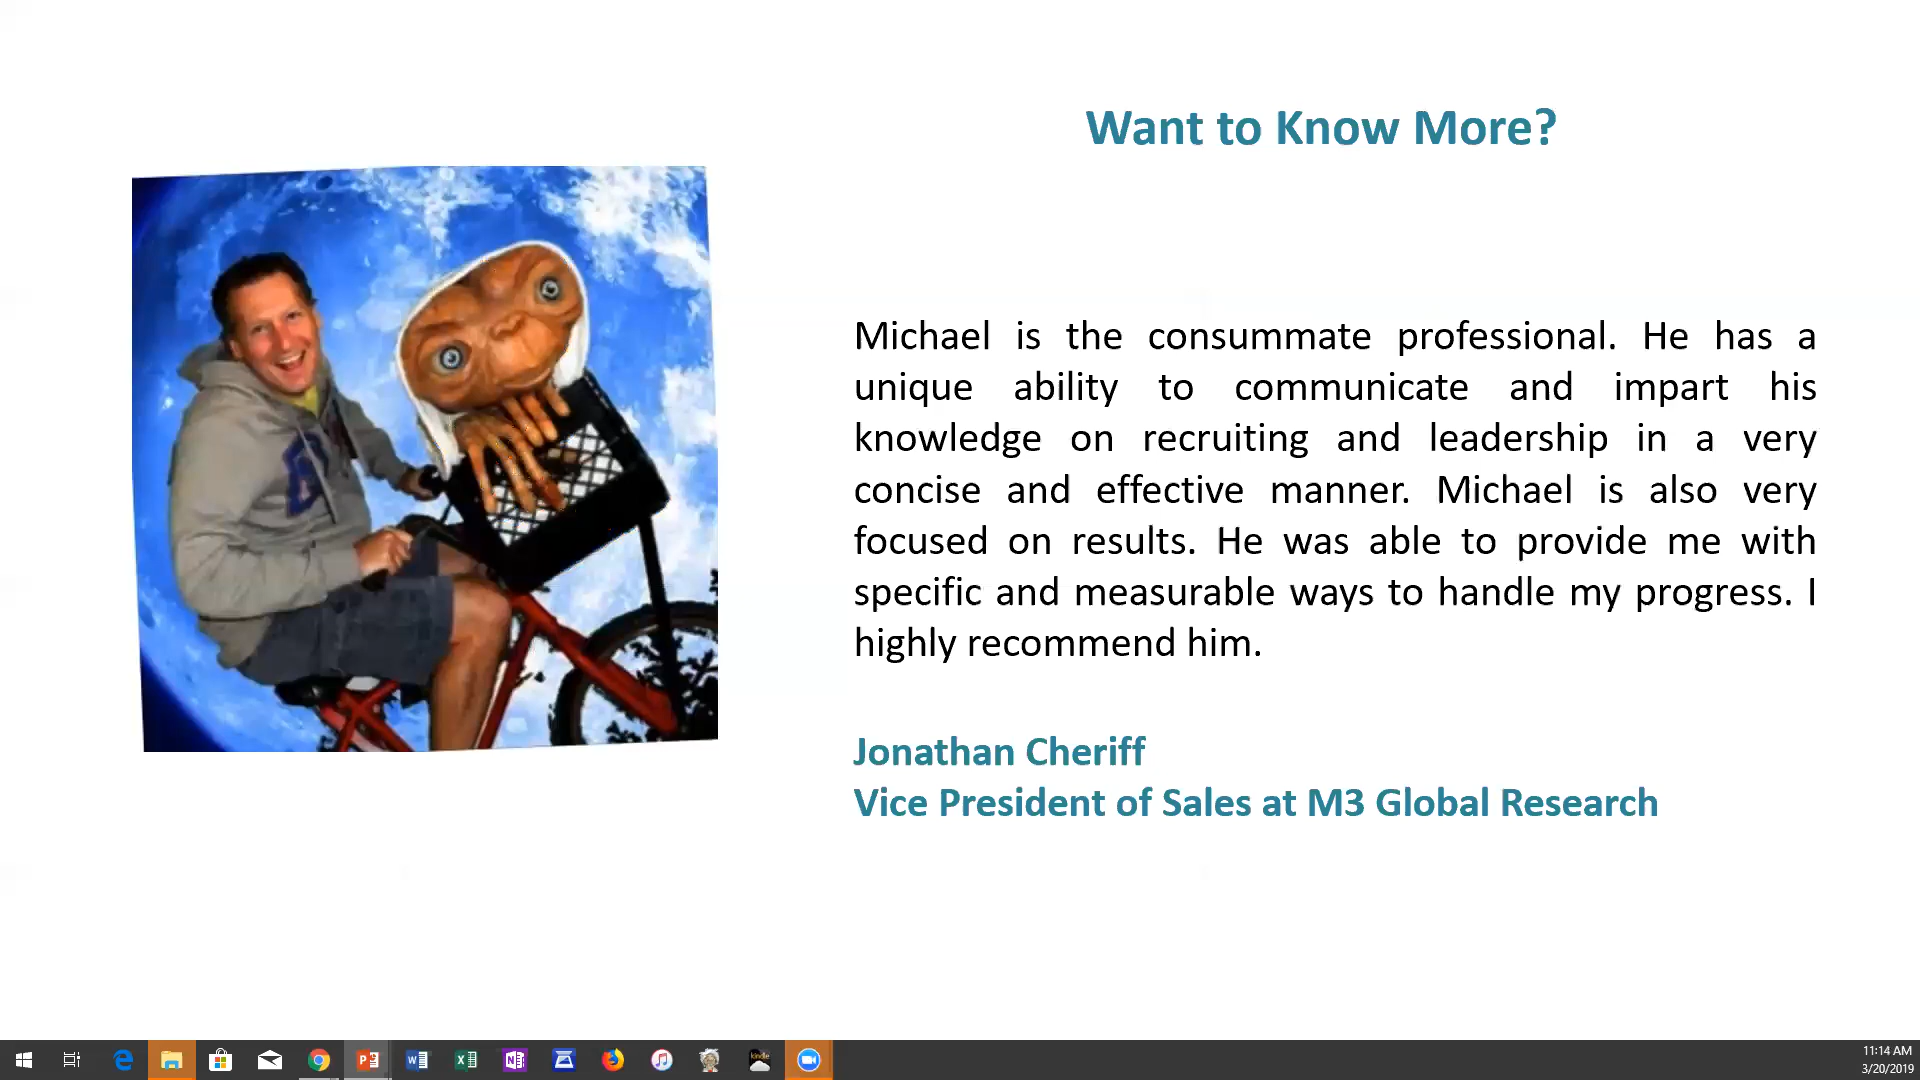 Want to Know More?
Michael is the consummate professional. He has a
unique ability to communicate and impart his
knowledge on recruiting and leadership in a very
concise and effective manner. Michael is also very
focused on results. He was able to provide me with
specific and measurable ways to handle my progress. I
highly recommend him.
Jonathan Cheriff
Vice President of Sales at M3 Global Research
kindle
11:14 AM
3/20/2019